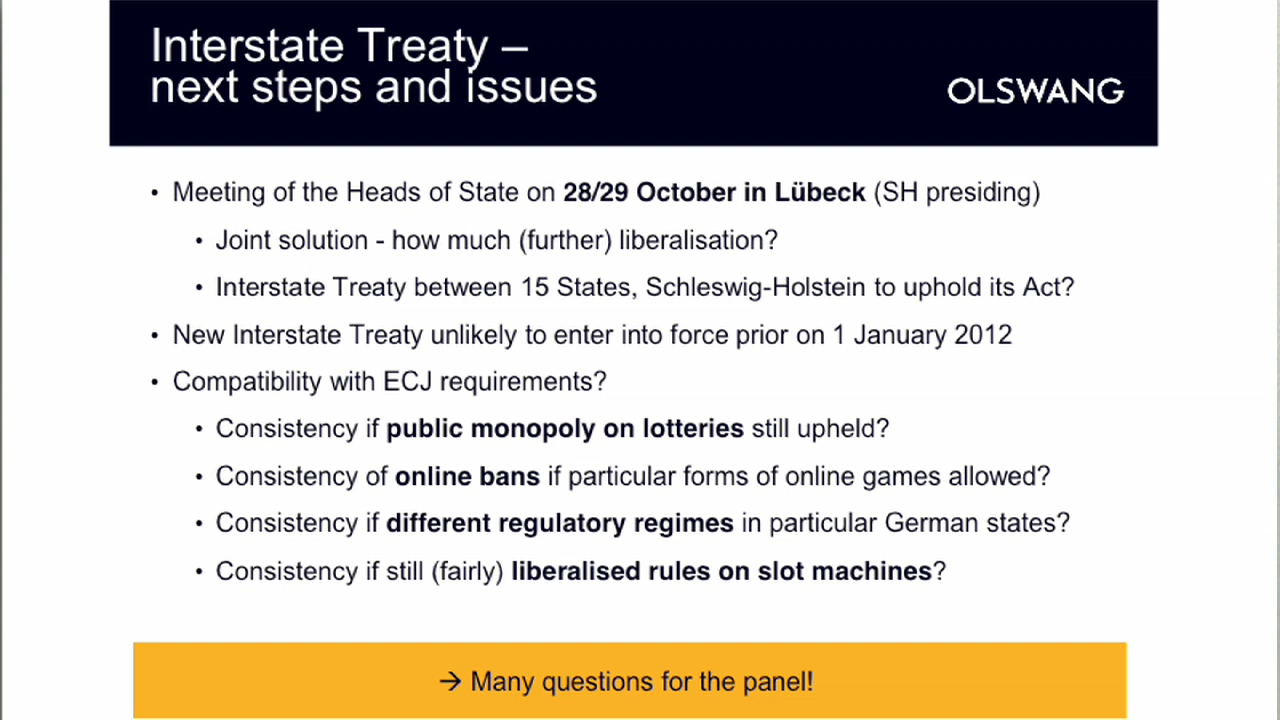 Interstate Treaty –
next steps and issues
OLSWANG
• Meeting of the Heads of State on 28/29 October in Lübeck (SH presiding)
• Joint solution - how much (further) liberalisation?
• Interstate Treaty between 15 States, Schleswig-Holstein to uphold its Act?
• New Interstate Treaty unlikely to enter into force prior on 1 January 2012
• Compatibility with ECJ requirements?
• Consistency if public monopoly on lotteries still upheld?
• Consistency of online bans if particular forms of online games allowed?
• Consistency if different regulatory regimes in particular German states?
• Consistency if still (fairly) liberalised rules on slot machines?
→ Many questions for the panel!